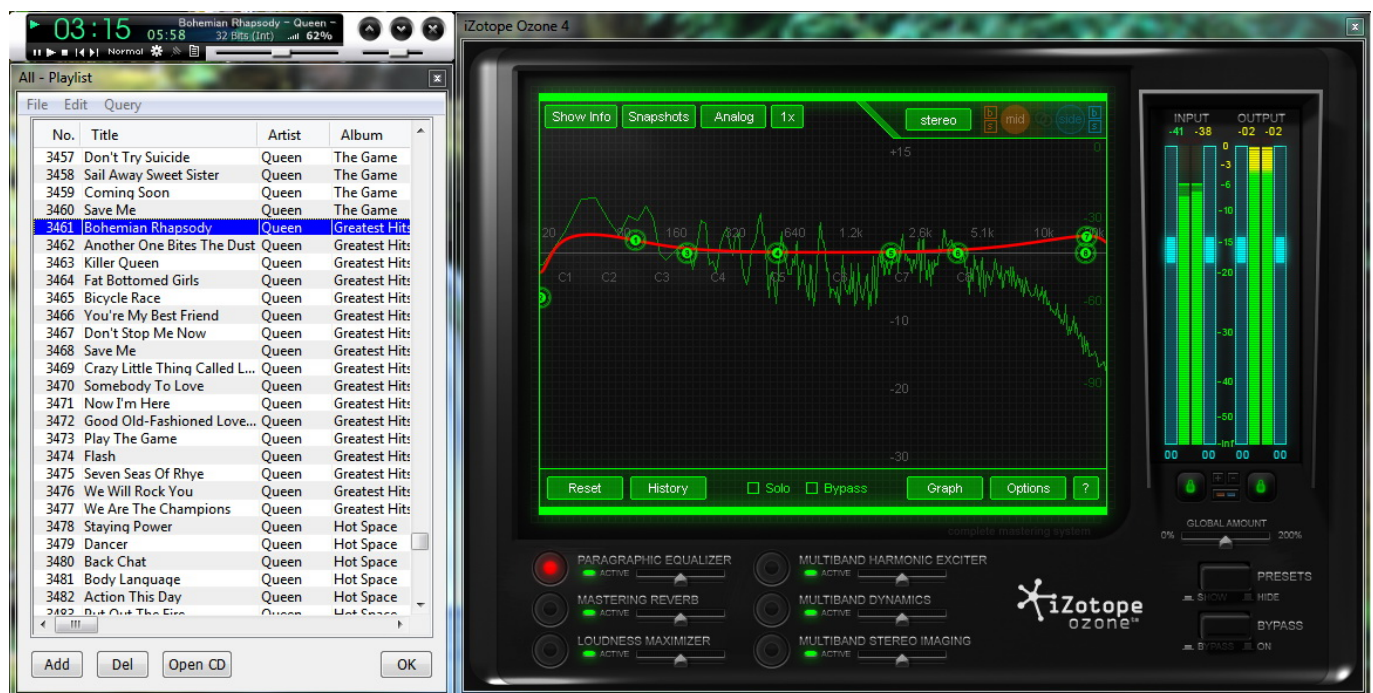 03:15 05:58 Bohemian Rhapsody - Queen -
32 Bits (Int) 62%
Normal
All - Playlist
File Edit Query
No. Title Artist Album
3457 Don't Try Suicide Queen The Game
3458 Sail Away Sweet Sister Queen The Game
3459 Coming Soon Queen The Game
3460 Save Me Queen The Game
3461 Bohemian Rhapsody Queen Greatest Hits
3462 Another One Bites The Dust Queen Greatest Hits
3463 Killer Queen Queen Greatest Hits
3464 Fat Bottomed Girls Queen Greatest Hits
3465 Bicycle Race Queen Greatest Hits
3466 You're My Best Friend Queen Greatest Hits
3467 Don't Stop Me Now Queen Greatest Hits
3468 Save Me Queen Greatest Hits
3469 Crazy Little Thing Called L... Queen Greatest Hits
3470 Somebody To Love Queen Greatest Hits
3471 Now I'm Here Queen Greatest Hits
3472 Good Old-Fashioned Love... Queen Greatest Hits
3473 Play The Game Queen Greatest Hits
3474 Flash Queen Greatest Hits
3475 Seven Seas Of Rhye Queen Greatest Hits
3476 We Will Rock You Queen Greatest Hits
3477 We Are The Champions Queen Greatest Hits
3478 Staying Power Queen Hot Space
3479 Dancer Queen Hot Space
3480 Back Chat Queen Hot Space
3481 Body Language Queen Hot Space
3482 Action This Day Queen Hot Space
3483 Put Out The Fire Queen Hot Space
Add Del Open CD OK
iZotope Ozone 4
Show Info Snapshots Analog 1x stereo b s mid side b s
+15 0
-30
20 160 320 640 1.2k 2.6k 5.1k 10k
C1 C2 C3 C4 C5 C6 C7 C8
-60
-10
-20 -90
-30
Reset History Solo Bypass Graph Options ?
complete mastering system
INPUT OUTPUT
-41 -38 -02 -02
0
-3
-6
-10
-15
-20
-30
-40
-50
-Inf
00 00 00 00
GLOBAL AMOUNT
0% 200%
PARAGRAPHIC EQUALIZER
ACTIVE
MULTIBAND HARMONIC EXCITER
ACTIVE
MASTERING REVERB
ACTIVE
MULTIBAND DYNAMICS
ACTIVE
LOUDNESS MAXIMIZER
ACTIVE
MULTIBAND STEREO IMAGING
ACTIVE
iZotope
ozone™
PRESETS
SHOW HIDE
BYPASS
BYPASS ON